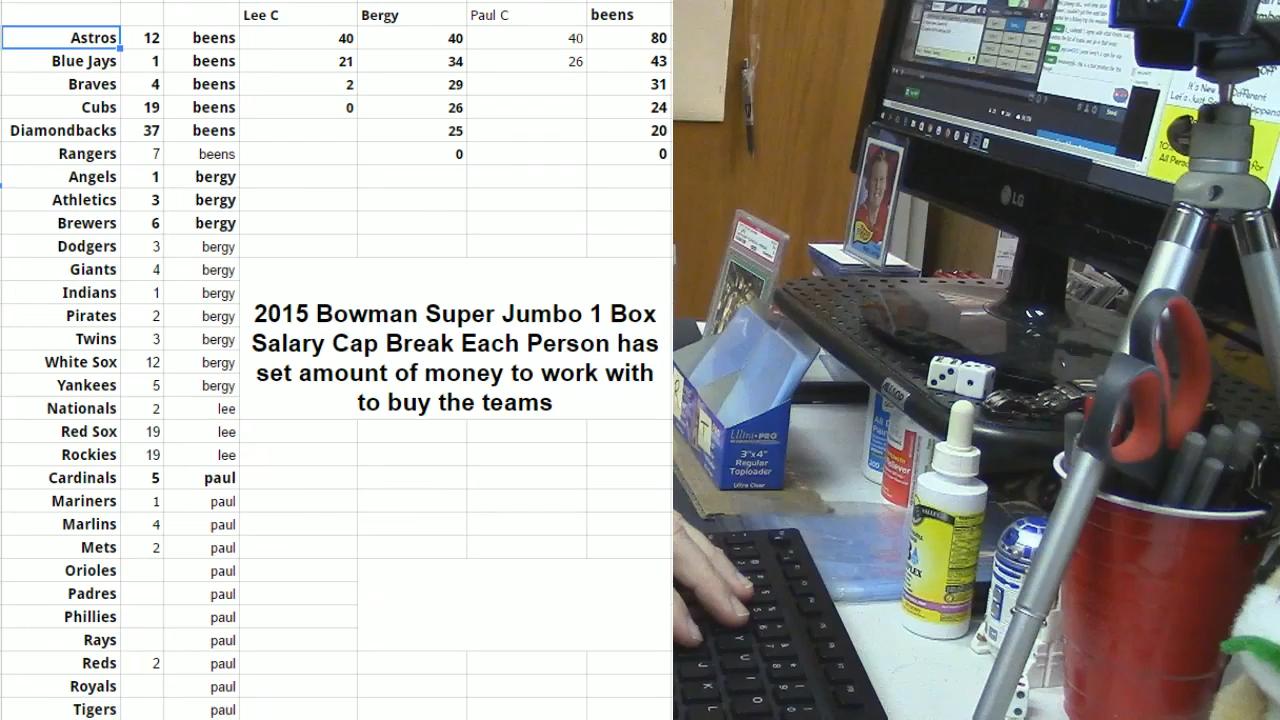 Lee C Bergy Paul C beens
Astros 12 beens 40 40 40 80
Blue Jays 1 beens 21 34 26 43
Braves 4 beens 2 29 31
Cubs 19 beens 0 26 24
Diamondbacks 37 beens 25 20
Rangers 7 beens 0 0
Angels 1 bergy
Athletics 3 bergy
Brewers 6 bergy
Dodgers 3 bergy
Giants 4 bergy
Indians 1 bergy
Pirates 2 bergy
Twins 3 bergy
White Sox 12 bergy
Yankees 5 bergy
Nationals 2 lee
Red Sox 19 lee
Rockies 19 lee
Cardinals 5 paul
Mariners 1 paul
Marlins 4 paul
Mets 2 paul
Orioles paul
Padres paul
Phillies paul
Rays paul
Reds 2 paul
Royals paul
Tigers paul
2015 Bowman Super Jumbo 1 Box
Salary Cap Break Each Person has
set amount of money to work with
to buy the teams
It's New
Different
Let's Just
LG
Ultra-PRO
3"x4"
Regular
Toploader
Ultra Clear